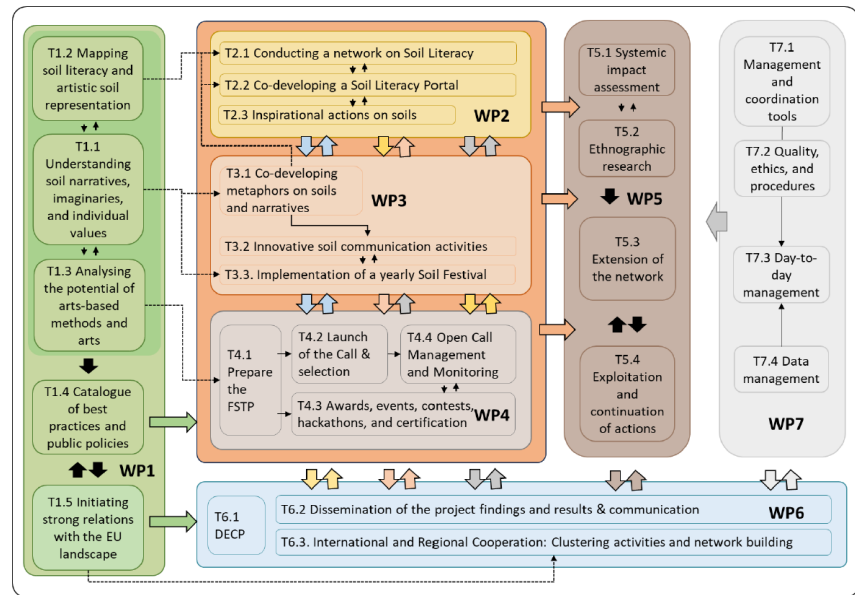 T1.2 Mapping
soil literacy and
artistic soil
representation
T1.1
Understanding
soil narratives,
imaginaries,
and individual
values
T1.3 Analysing
the potential of
arts-based
methods and
arts
T1.4 Catalogue
of best
practices and
public policies
WP1
T1.5 Initiating
strong relations
with the EU
landscape
T2.1 Conducting a network on Soil Literacy
T2.2 Co-developing a Soil Literacy Portal
T2.3 Inspirational actions on soils
WP2
T3.1 Co-
developing
metaphors on soils
and narratives
WP3
T3.2 Innovative soil communication activities
T3.3. Implementation of a yearly Soil Festival
T4.1
Prepare
the
FSTP
T4.2 Launch
of the Call &
selection
T4.4 Open Call
Management
and Monitoring
T4.3 Awards, events, contests,
hackathons, and certification
WP4
T5.1 Systemic
impact
assessment
T5.2
Ethnographic
research
WP5
T5.3
Extension of
the network
T5.4
Exploitation
and
continuation
of actions
T7.1
Management
and
coordination
tools
T7.2 Quality,
ethics, and
procedures
T7.3 Day-to-
day
management
T7.4 Data
management
WP7
T6.1
DECP
T6.2 Dissemination of the project findings and results & communication
WP6
T6.3. International and Regional Cooperation: Clustering activities and network building